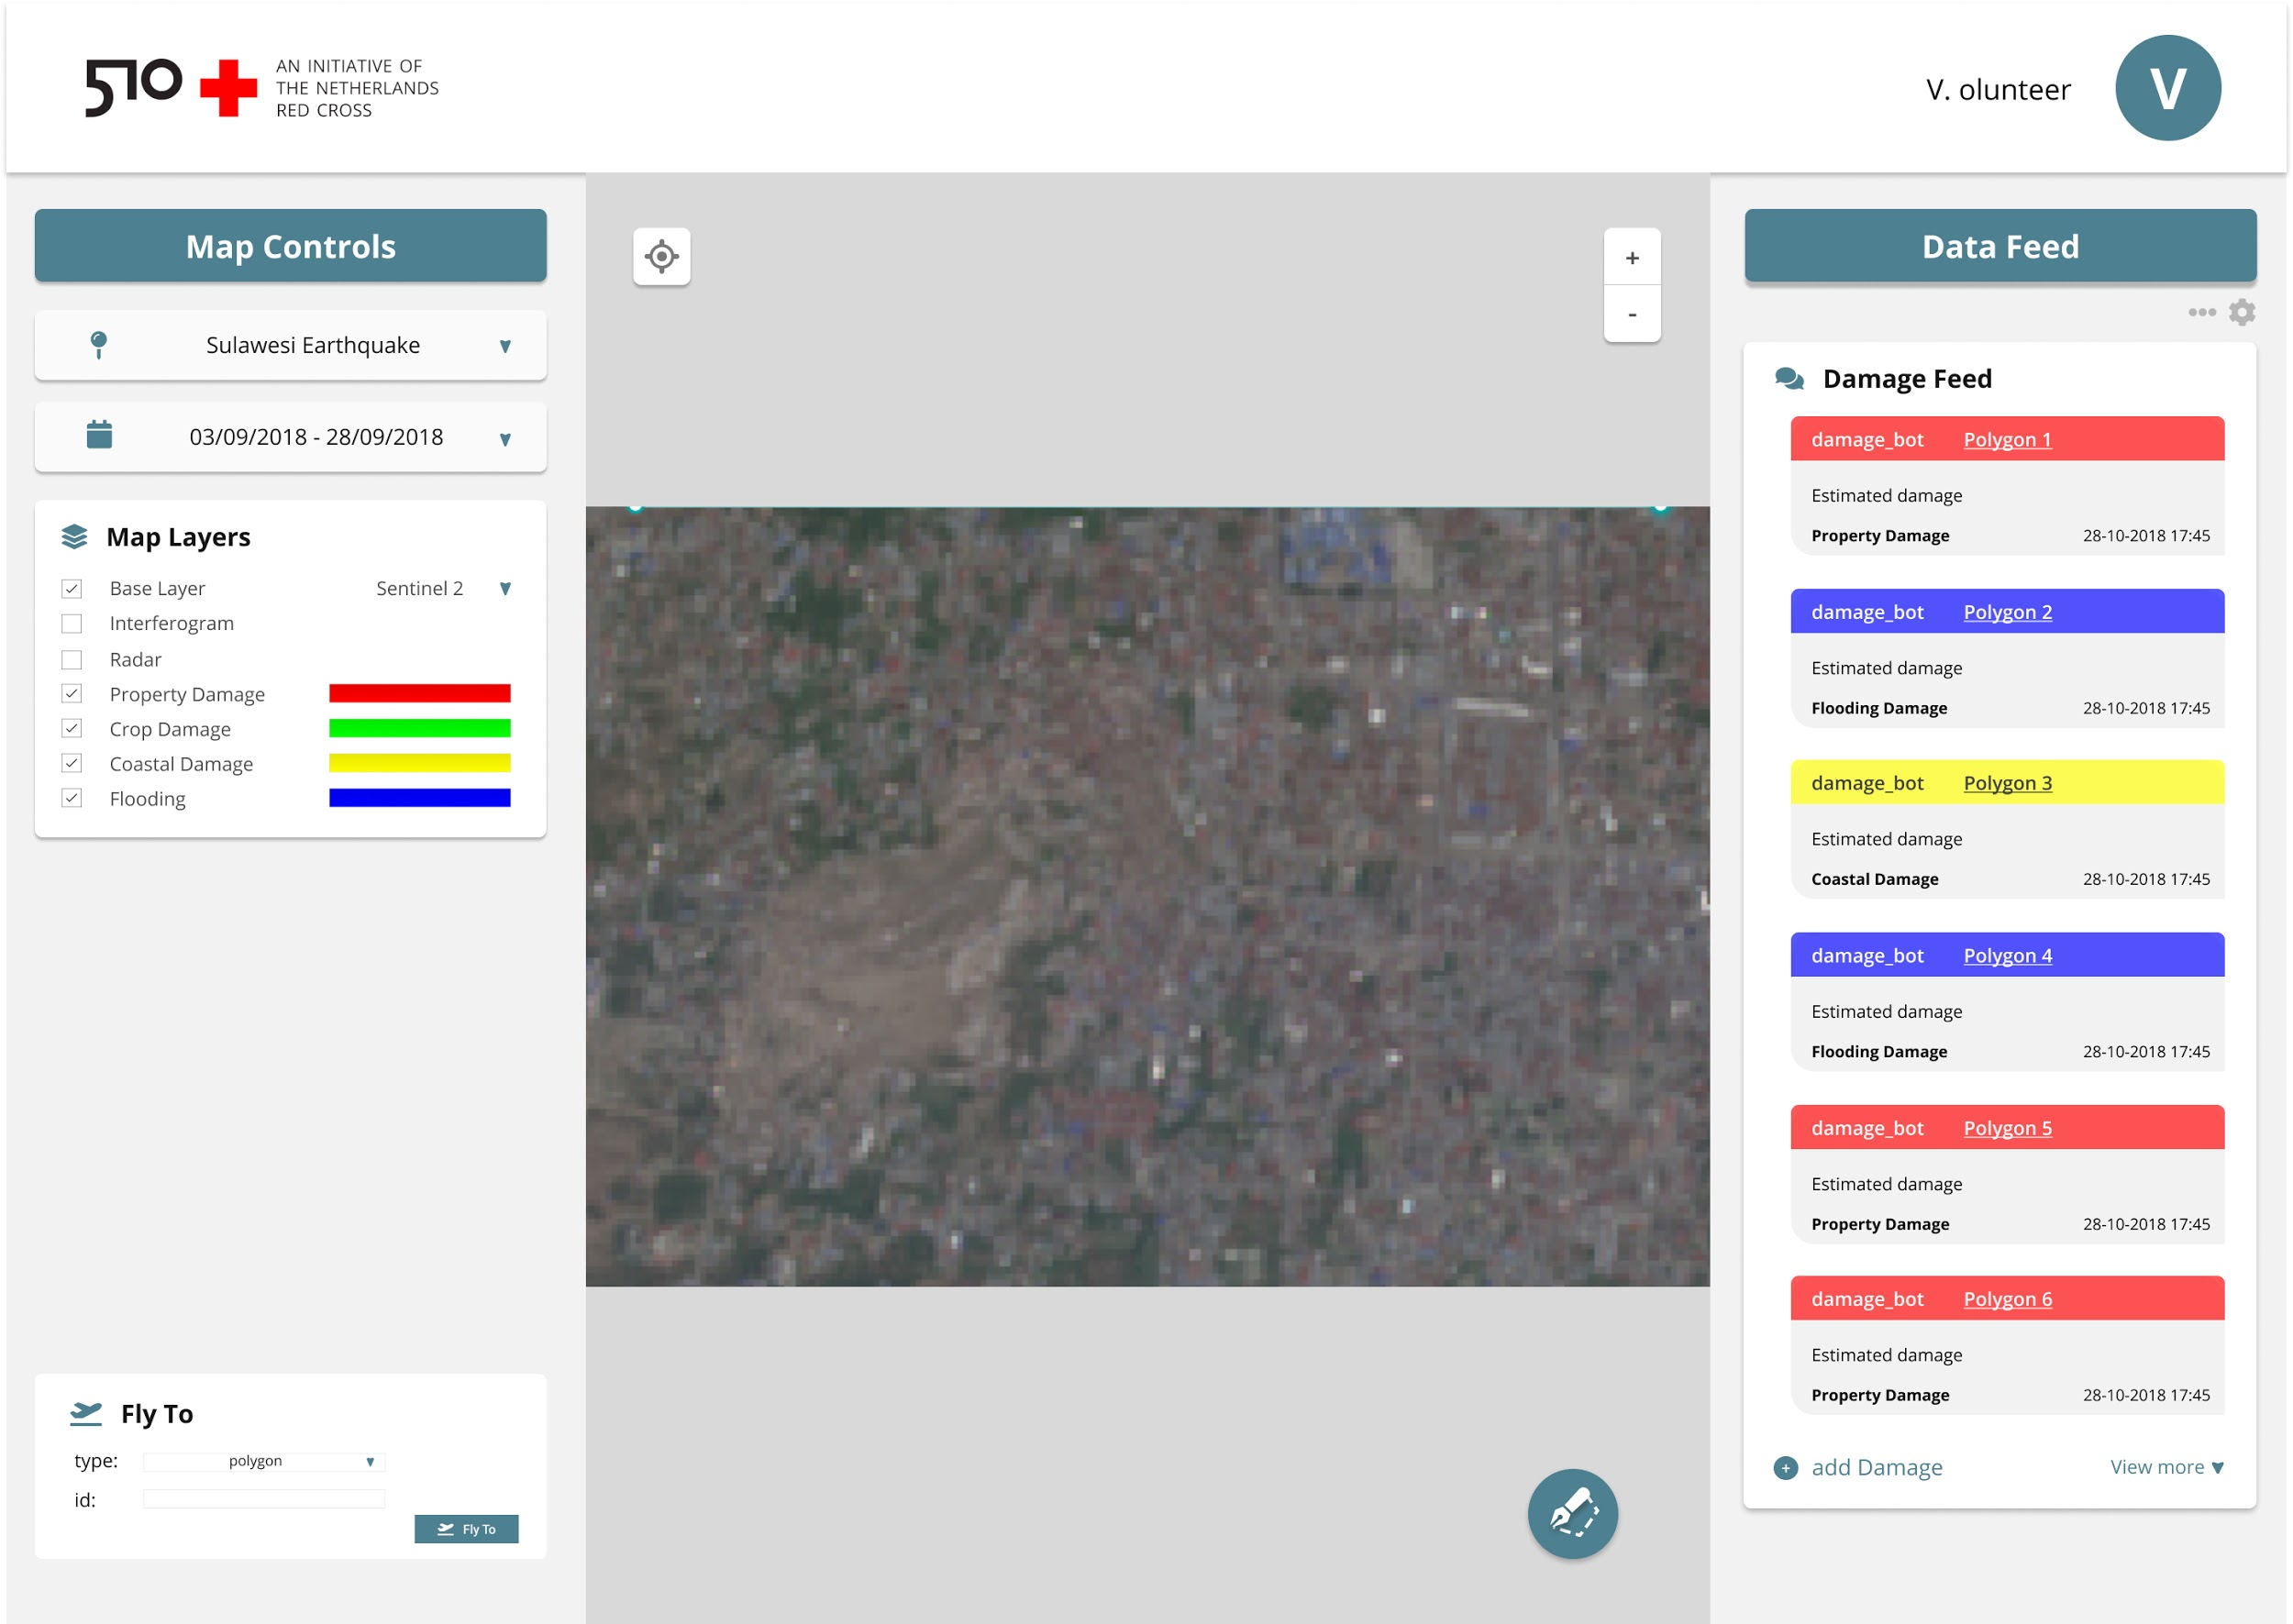 510
AN INITIATIVE OF
THE NETHERLANDS
RED CROSS
V. olunteer
V
Map Controls
Sulawesi Earthquake
03/09/2018 - 28/09/2018
Map Layers
Base Layer Sentinel 2
Interferogram
Radar
Property Damage
Crop Damage
Coastal Damage
Flooding
Fly To
type: polygon
id:
Fly To
+
-
Data Feed
Damage Feed
damage_bot Polygon 1
Estimated damage
Property Damage 28-10-2018 17:45
damage_bot Polygon 2
Estimated damage
Flooding Damage 28-10-2018 17:45
damage_bot Polygon 3
Estimated damage
Coastal Damage 28-10-2018 17:45
damage_bot Polygon 4
Estimated damage
Flooding Damage 28-10-2018 17:45
damage_bot Polygon 5
Estimated damage
Property Damage 28-10-2018 17:45
damage_bot Polygon 6
Estimated damage
Property Damage 28-10-2018 17:45
add Damage View more